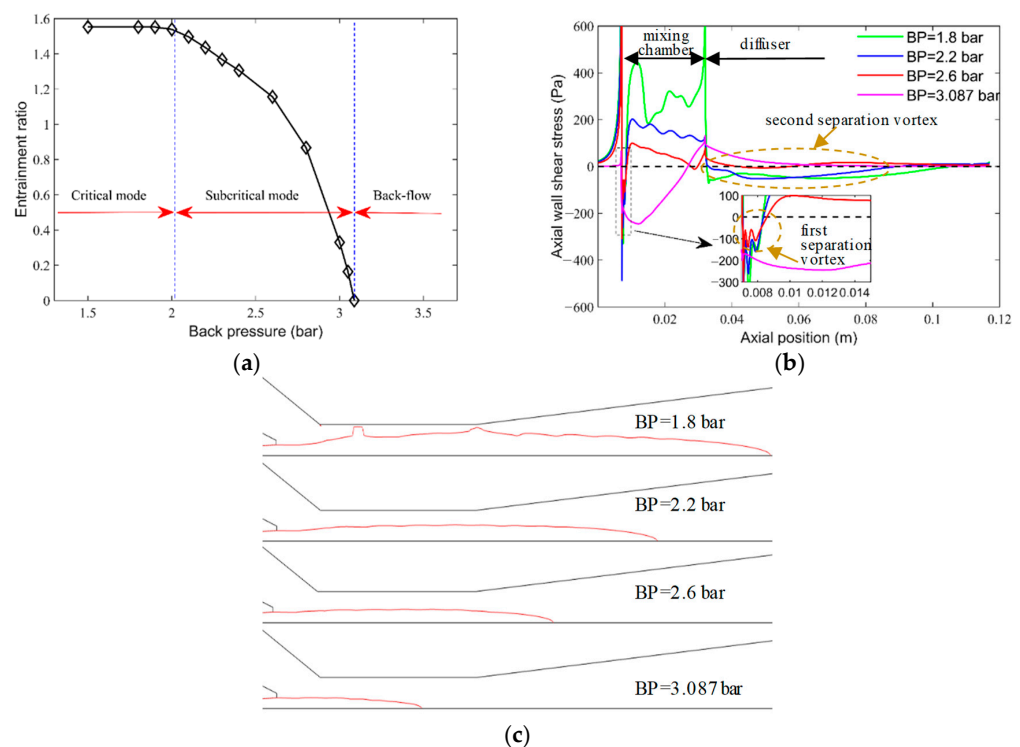 1.6
1.4
1.2
1
0.8
0.6
0.4
0.2
0
Entrainment ratio
Critical mode
Subcritical mode
Back-flow
1.5
2
2.5
3
3.5
Back pressure (bar)
(a)
600
400
200
0
−200
−400
−600
Axial wall shear stress (Pa)
mixing
chamber
diffuser
BP=1.8 bar
BP=2.2 bar
BP=2.6 bar
BP=3.087 bar
second separation
vortex
100
0
-100
-200
-300
first
separation
vortex
0.008
0.01
0.012
0.014
0.02
0.04
0.06
0.08
0.1
0.12
Axial position (m)
(b)
BP=1.8 bar
BP=2.2 bar
BP=2.6 bar
BP=3.087 bar
(c)